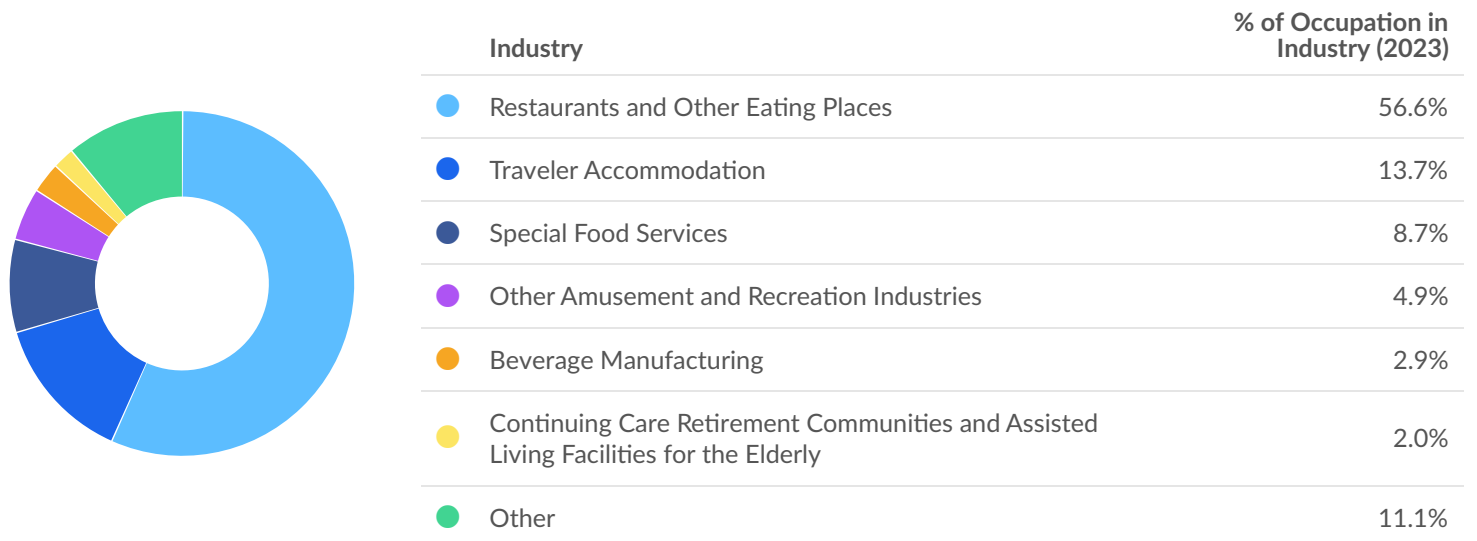 Industry
% of Occupation in
Industry (2023)
Restaurants and Other Eating Places
56.6%
Traveler Accommodation
13.7%
Special Food Services
8.7%
Other Amusement and Recreation Industries
4.9%
Beverage Manufacturing
2.9%
Continuing Care Retirement Communities and Assisted
Living Facilities for the Elderly
2.0%
Other
11.1%